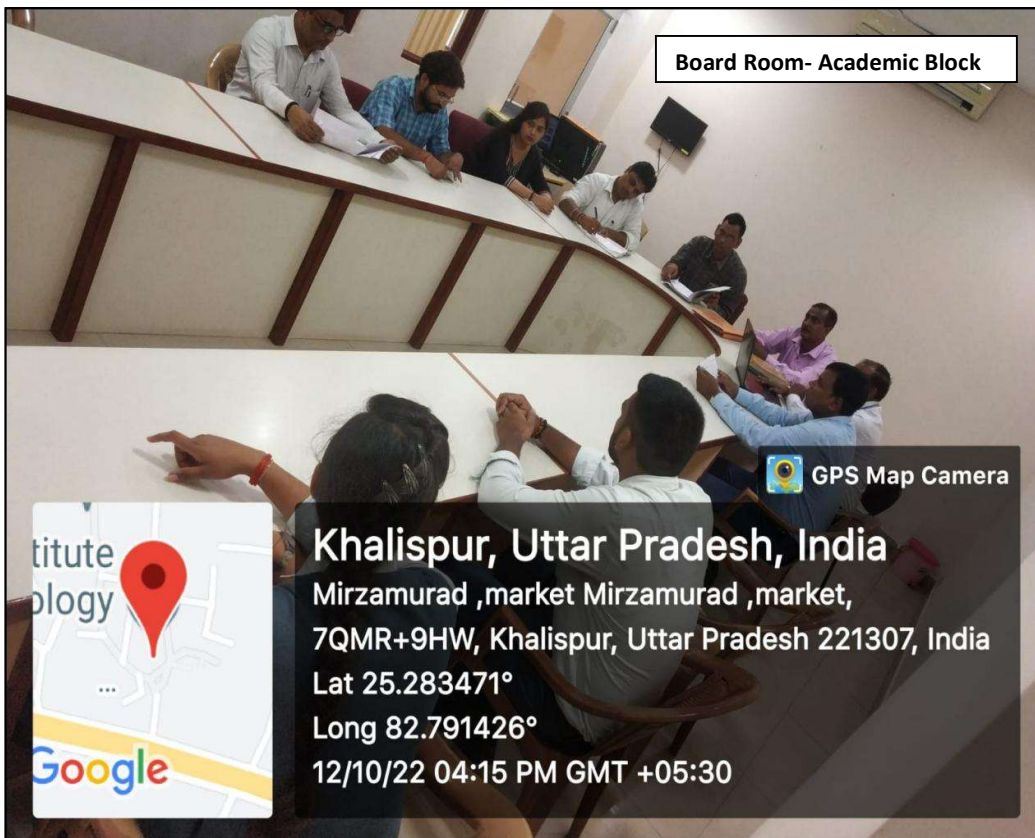 Board Room- Academic Block
GPS Map Camera
titute
ology
...
Google
Khalispur, Uttar Pradesh, India
Mirzamurad ,market Mirzamurad ,market,
7QMR+9HW, Khalispur, Uttar Pradesh 221307, India
Lat 25.283471°
Long 82.791426°
12/10/22 04:15 PM GMT +05:30